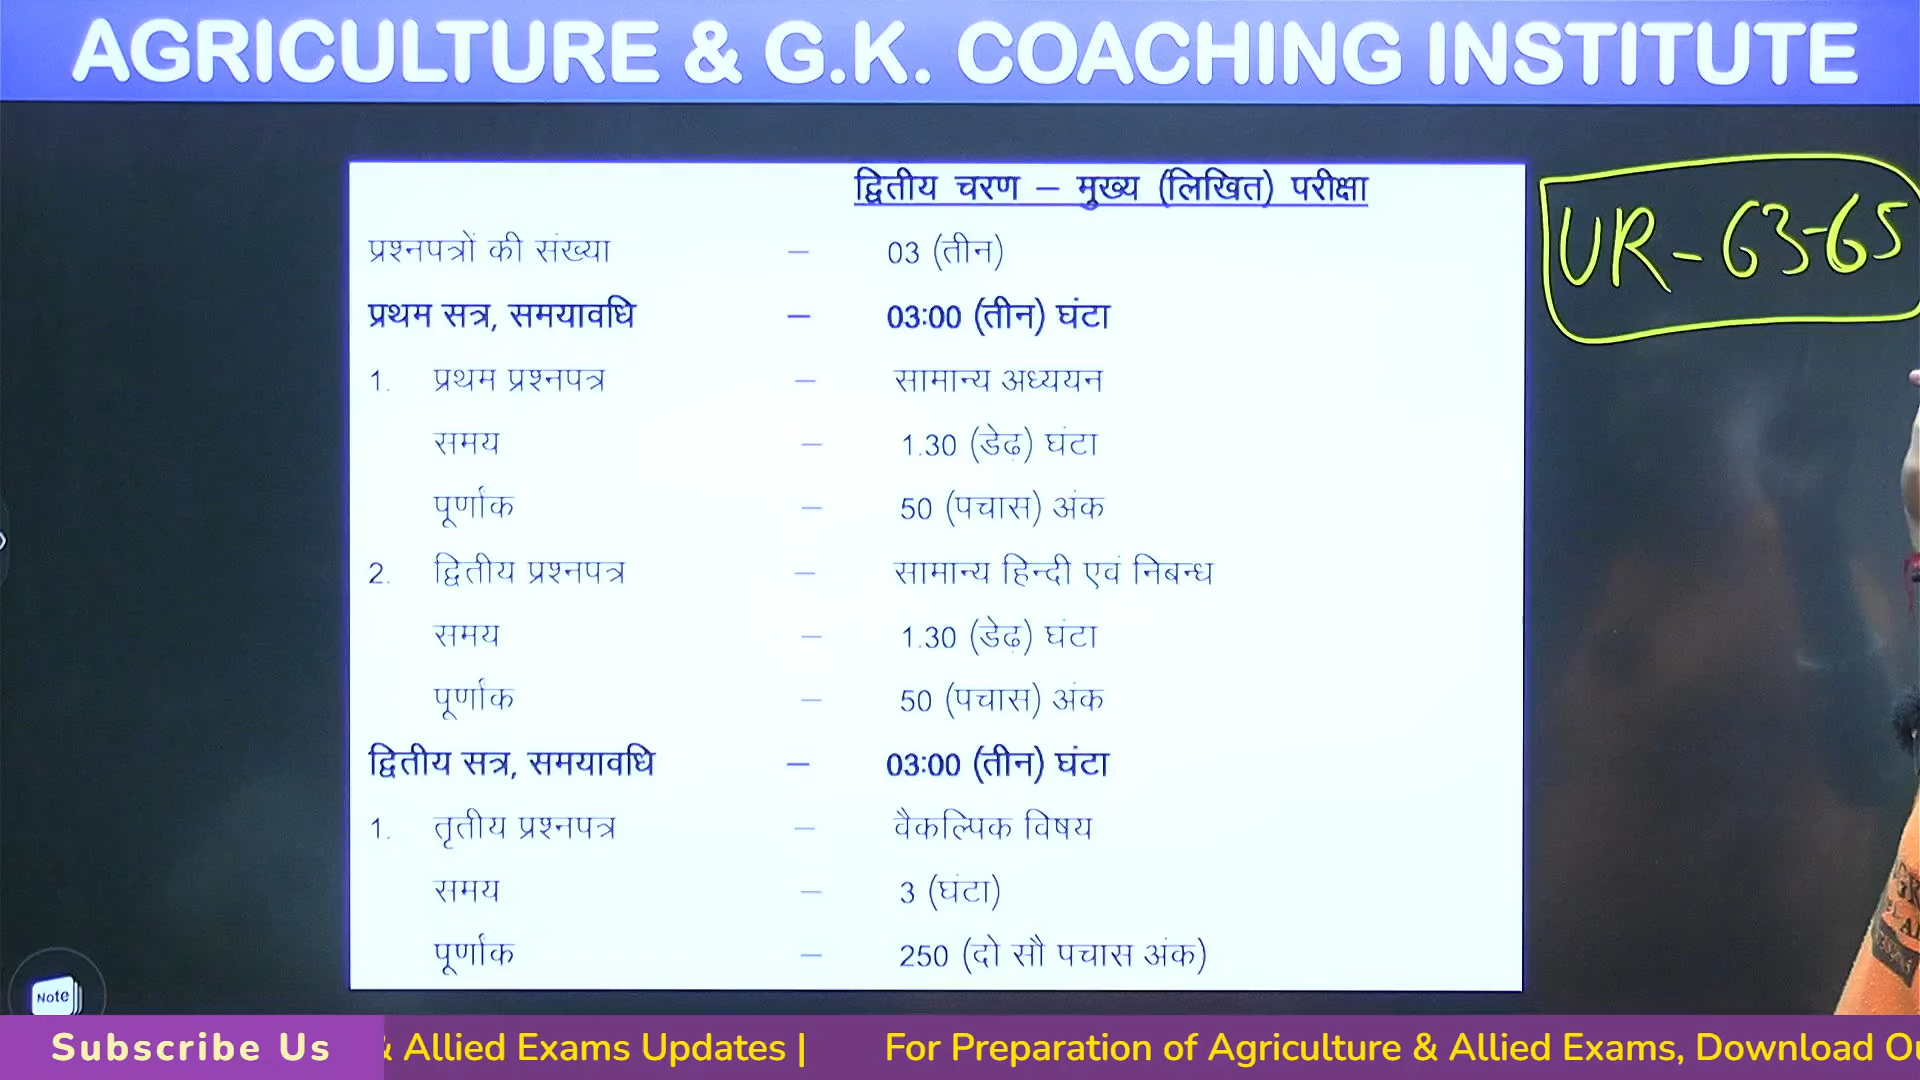 AGRICULTURE & G.K. COACHING INSTITUTE
द्वितीय चरण – मुख्य (लिखित) परीक्षा
UR - 63-65
प्रश्नपत्रों की संख्या – 03 (तीन)
प्रथम सत्र, समयावधि – 03:00 (तीन) घंटा
1. प्रथम प्रश्नपत्र – सामान्य अध्ययन
समय – 1.30 (डेढ़) घंटा
पूर्णांक – 50 (पचास) अंक
2. द्वितीय प्रश्नपत्र – सामान्य हिन्दी एवं निबन्ध
समय – 1.30 (डेढ़) घंटा
पूर्णांक – 50 (पचास) अंक
द्वितीय सत्र, समयावधि – 03:00 (तीन) घंटा
1. तृतीय प्रश्नपत्र – वैकल्पिक विषय
समय – 3 (घंटा)
पूर्णांक – 250 (दो सौ पचास अंक)
Note
Subscribe Us & Allied Exams Updates | For Preparation of Agriculture & Allied Exams, Download